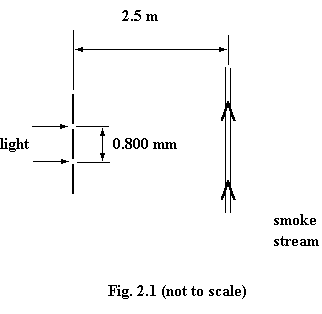 2.5 m
light
0.800 mm
smoke
stream
Fig. 2.1 (not to scale)